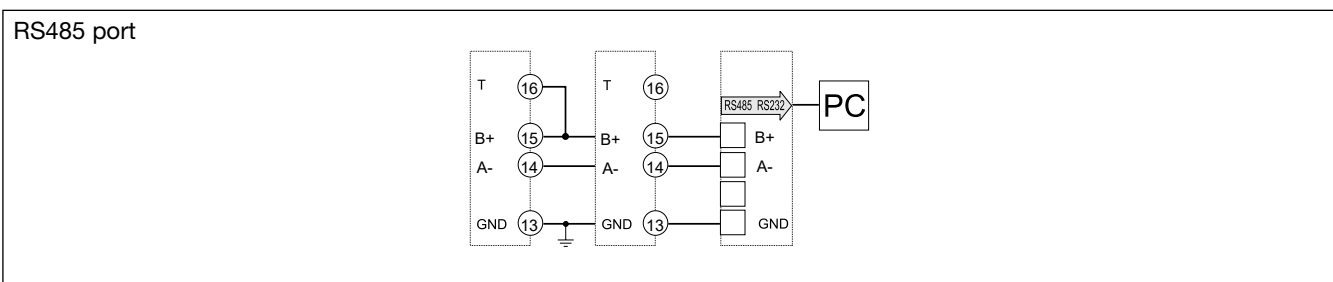 RS485 port
T 16 T 16
RS485 RS232 PC
B+ 15 B+ 15 B+
A- 14 A- 14 A-
GND 13 GND 13 GND